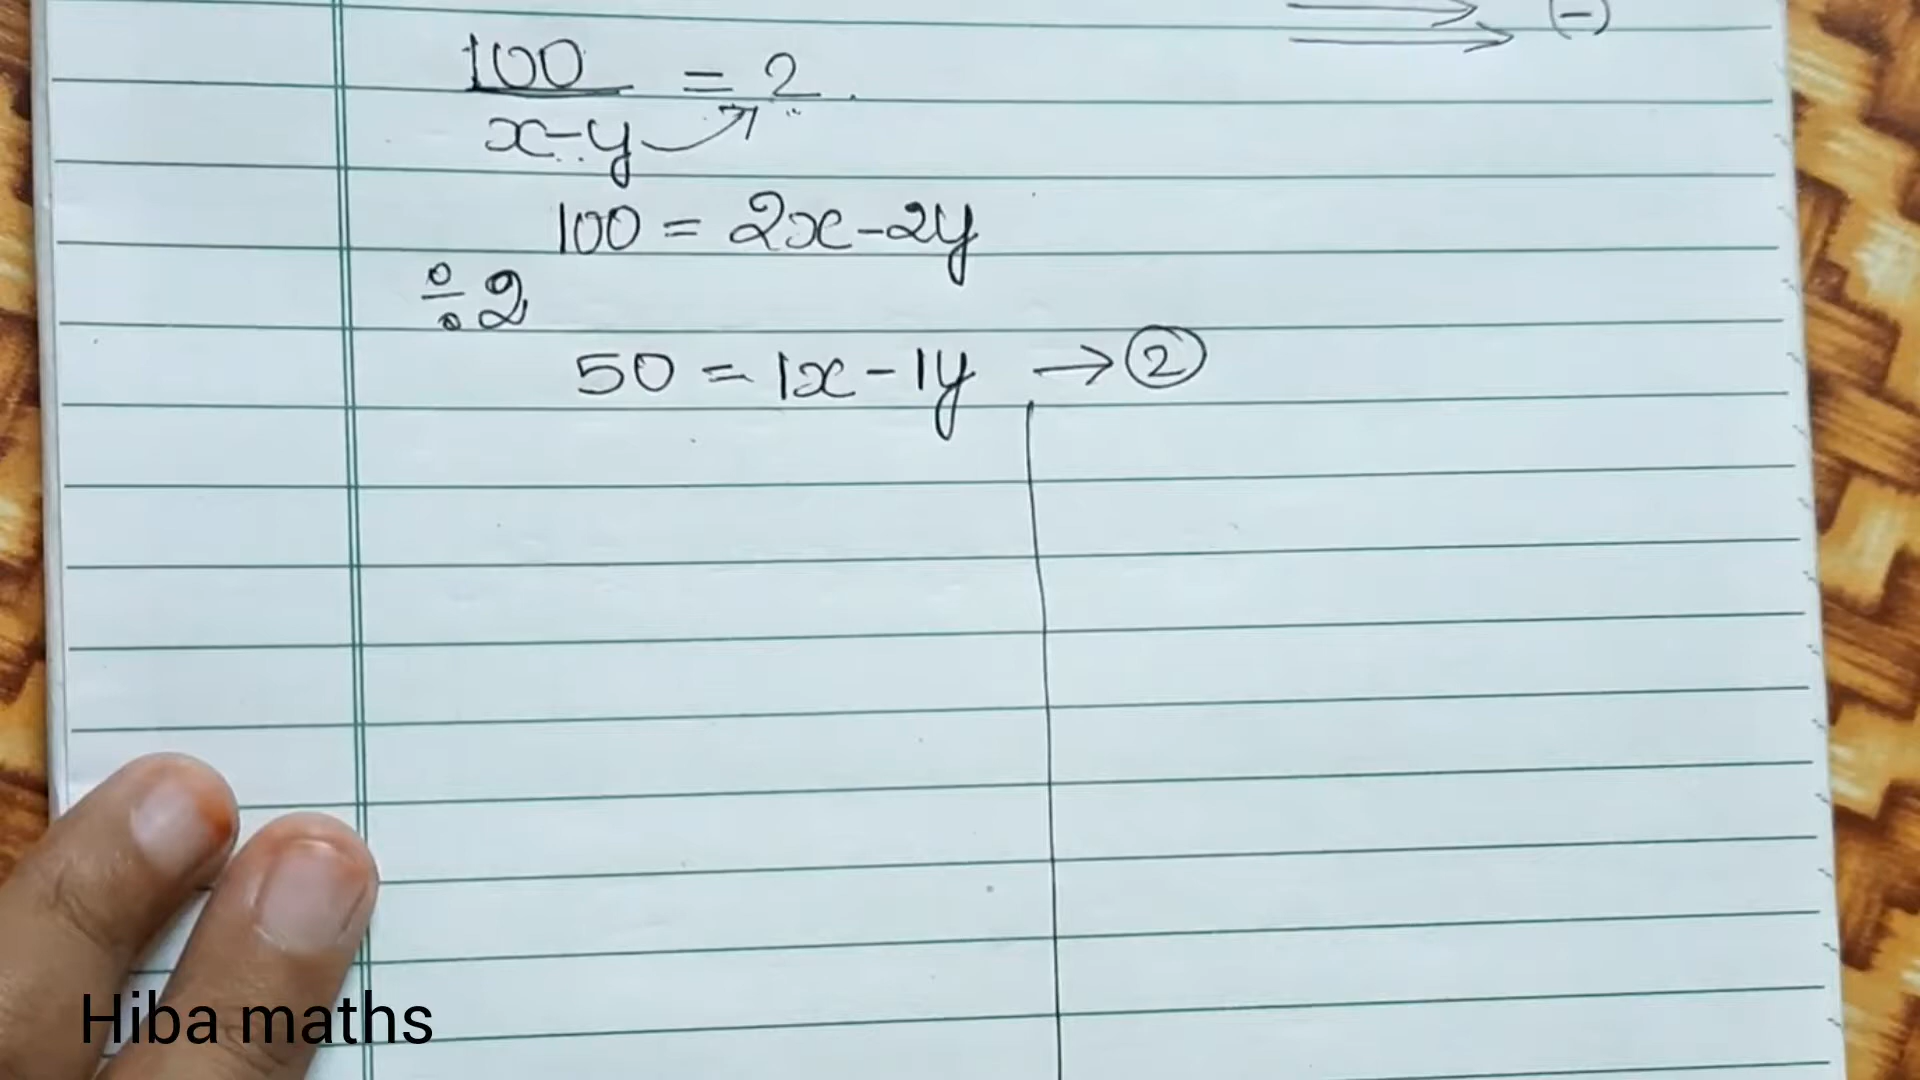 (-)
100/x-y = 2.
100 = 2x-2y
÷2
50 = 1x-1y → ②
Hiba maths